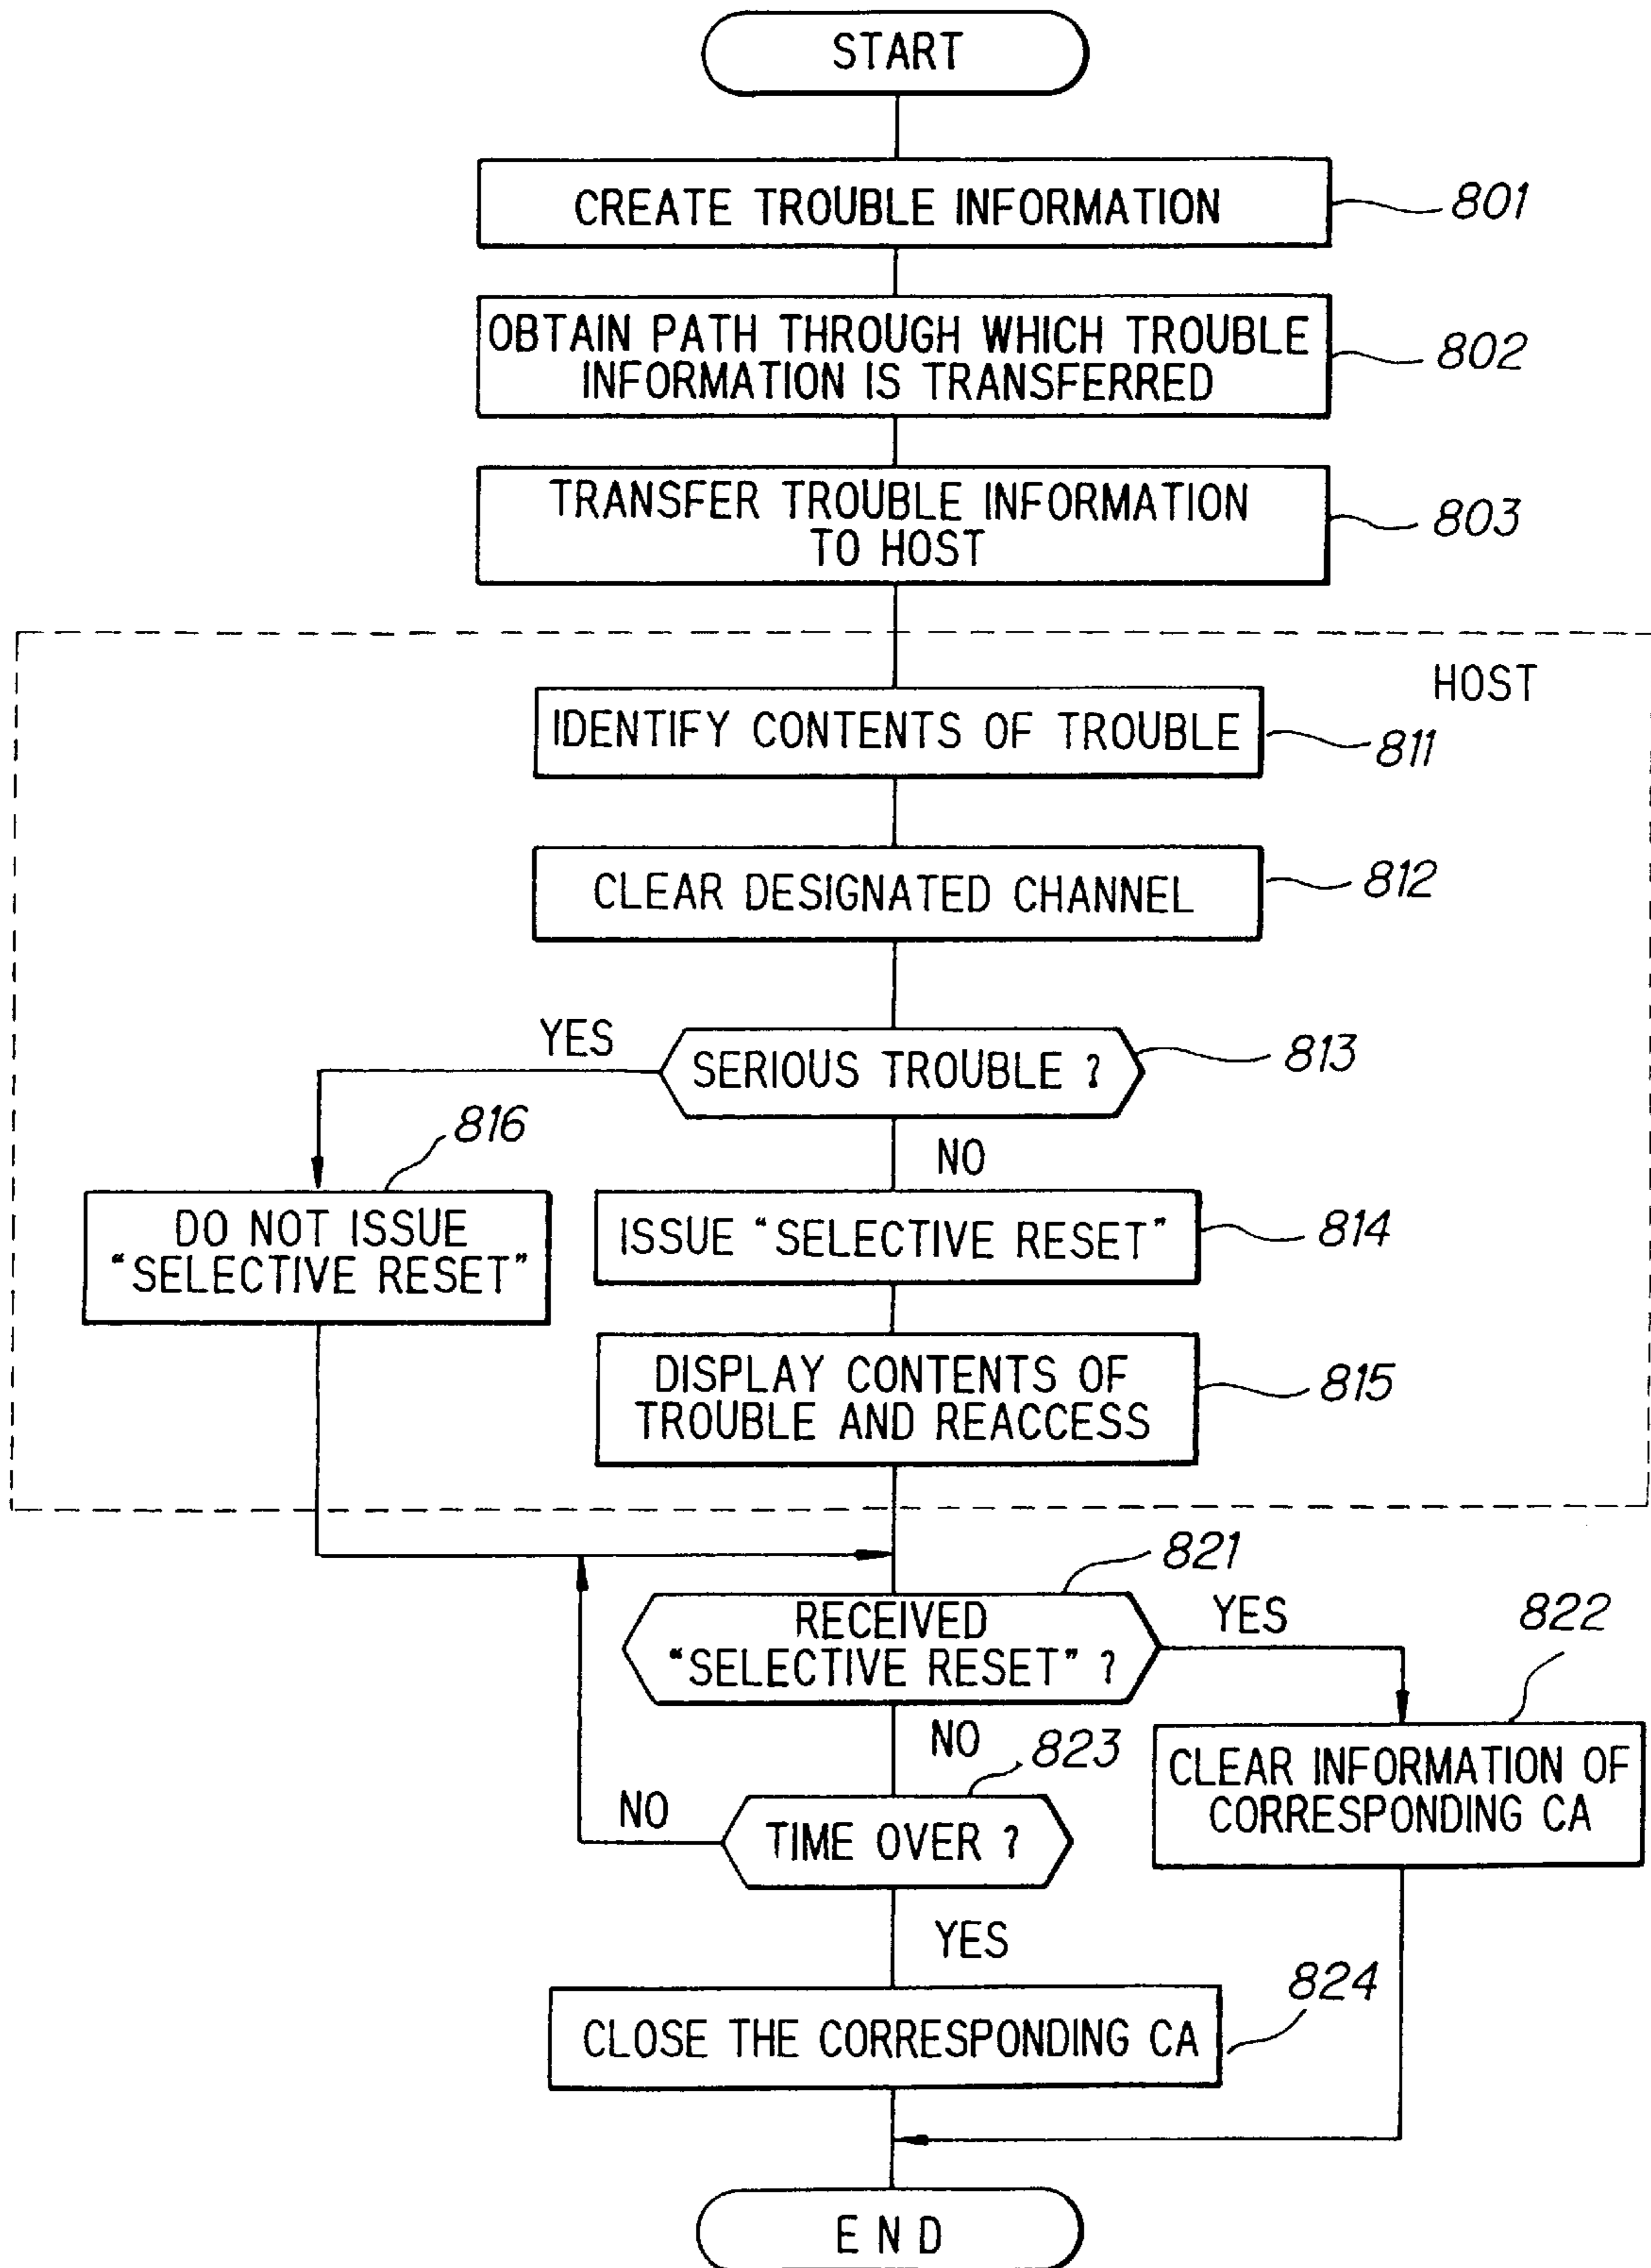 START
CREATE TROUBLE INFORMATION
801
OBTAIN PATH THROUGH WHICH TROUBLE
INFORMATION IS TRANSFERRED
802
TRANSFER TROUBLE INFORMATION
TO HOST
803
HOST
IDENTIFY CONTENTS OF TROUBLE
811
CLEAR DESIGNATED CHANNEL
812
YES
SERIOUS TROUBLE ?
813
816
NO
DO NOT ISSUE
“SELECTIVE RESET”
ISSUE “SELECTIVE RESET”
814
DISPLAY CONTENTS OF
TROUBLE AND REACCESS
815
821
RECEIVED
“SELECTIVE RESET” ?
YES
822
NO
823
CLEAR INFORMATION OF
CORRESPONDING CA
NO
TIME OVER ?
YES
824
CLOSE THE CORRESPONDING CA
END